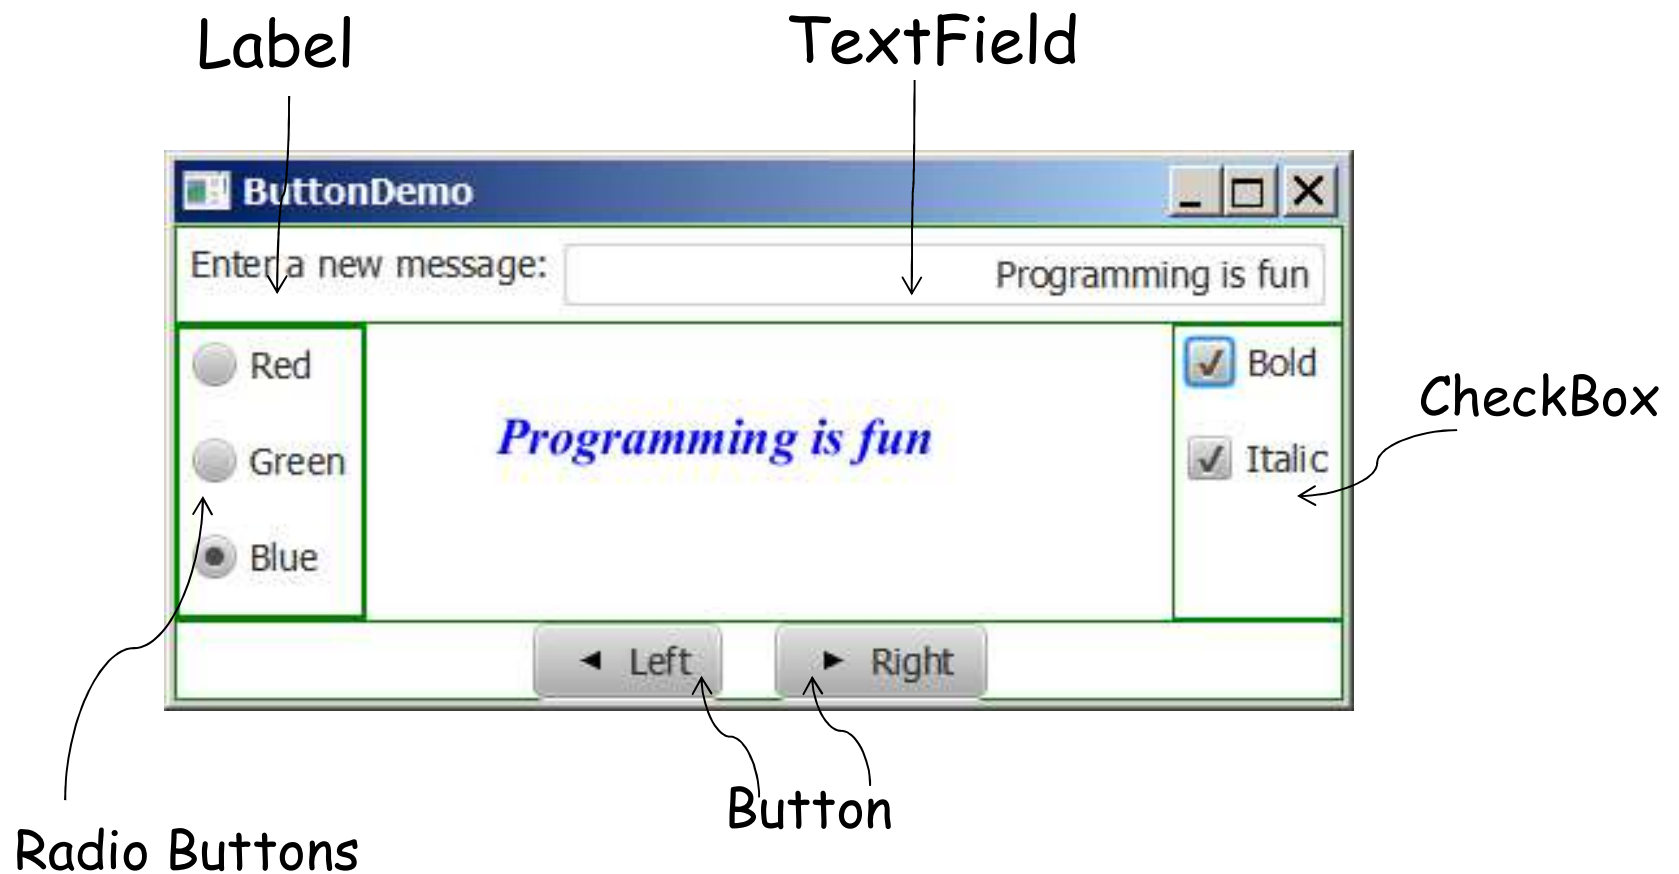 Label
TextField
ButtonDemo
Enter a new message:
Programming is fun
Red
Green
Blue
Programming is fun
Bold
Italic
CheckBox
Left
Right
Button
Radio Buttons